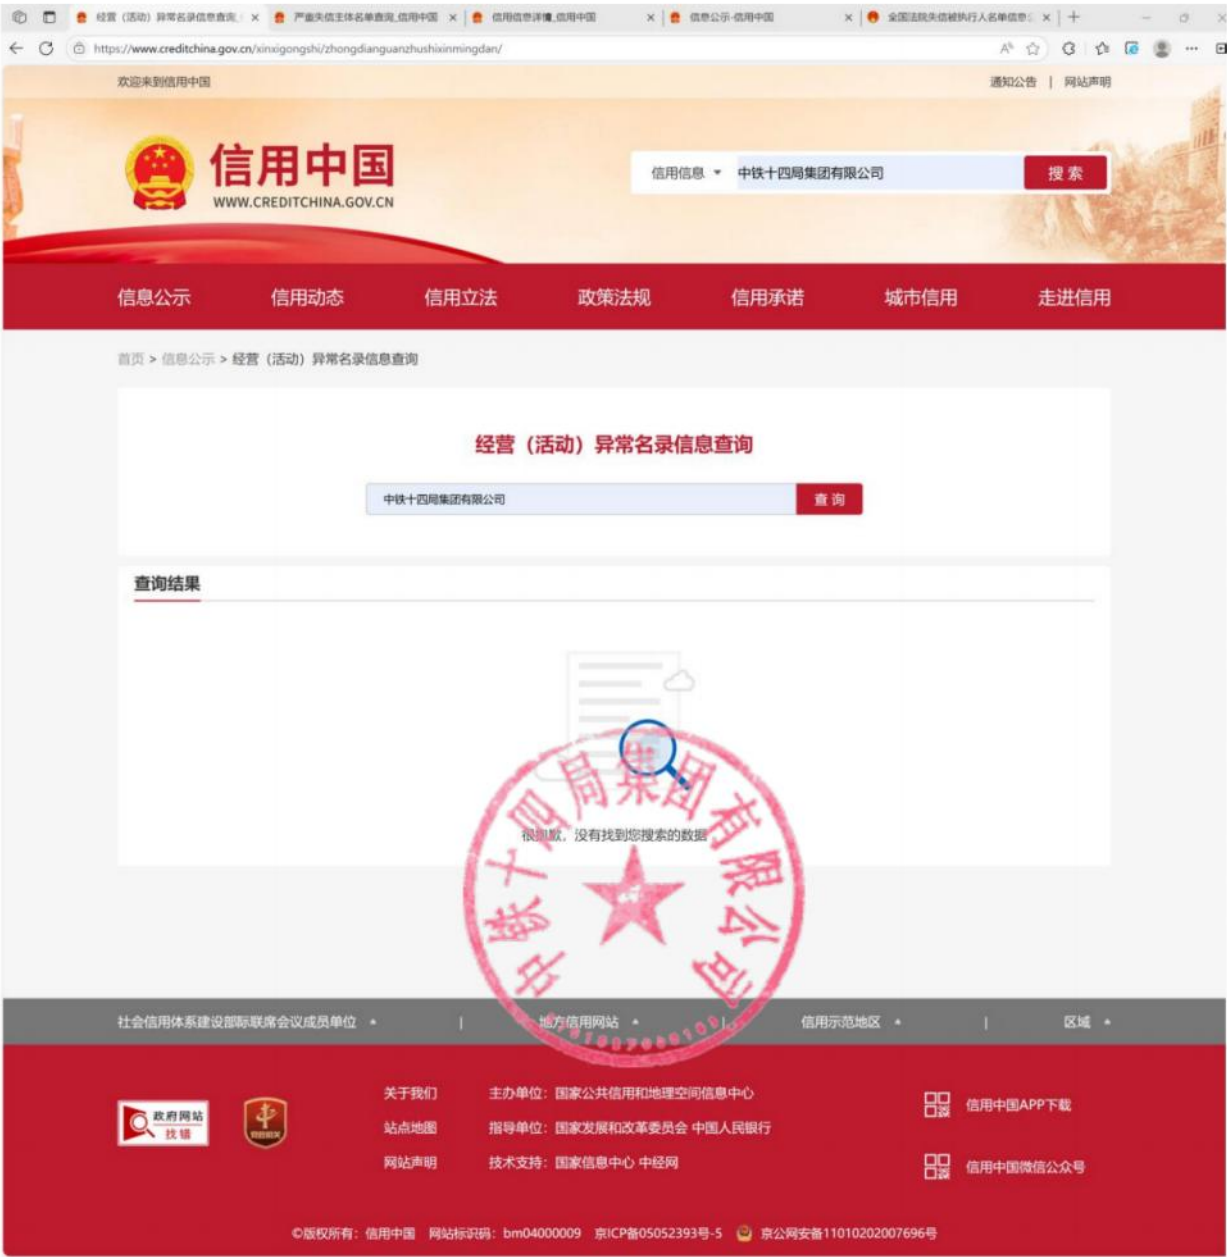 经营（活动）异常名录信息查询
严重失信主体名单查询_信用中国
信用信息详情_信用中国
信息公示-信用中国
全国法院失信被执行人名单信息
https://www.creditchina.gov.cn/xinxigongshi/zhongdianguanzhushixinmingdan/
欢迎来到信用中国
通知公告 | 网站声明
信用中国
WWW.CREDITCHINA.GOV.CN
信用信息 中铁十四局集团有限公司 搜索
信息公示 信用动态 信用立法 政策法规 信用承诺 城市信用 走进信用
首页 > 信息公示 > 经营（活动）异常名录信息查询
经营（活动）异常名录信息查询
中铁十四局集团有限公司 查询
查询结果
很抱歉，没有找到您搜索的数据
中铁十四局集团有限公司
社会信用体系建设部际联席会议成员单位 | 地方信用网站 | 信用示范地区 | 区域
政府网站
找错
党政机关
关于我们 主办单位：国家公共信用和地理空间信息中心
站点地图 指导单位：国家发展和改革委员会 中国人民银行
网站声明 技术支持：国家信息中心 中经网
信用中国APP下载
信用中国微信公众号
©版权所有：信用中国 网站标识码：bm04000009 京ICP备05052393号-5 京公网安备11010202007696号